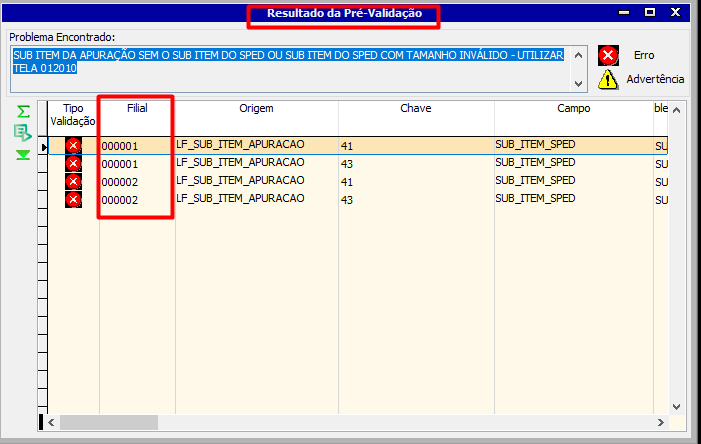 Resultado da Pré-Validação
Problema Encontrado:
SUB ITEM DA APURAÇÃO SEM O SUB ITEM DO SPED OU SUB ITEM DO SPED COM TAMANHO INVÁLIDO - UTILIZAR
TELA 012010
Erro
Advertência
Tipo Validação Filial Origem Chave Campo ble
000001 LF_SUB_ITEM_APURACAO 41 SUB_ITEM_SPED SU
000001 LF_SUB_ITEM_APURACAO 43 SUB_ITEM_SPED SU
000002 LF_SUB_ITEM_APURACAO 41 SUB_ITEM_SPED SU
000002 LF_SUB_ITEM_APURACAO 43 SUB_ITEM_SPED SU